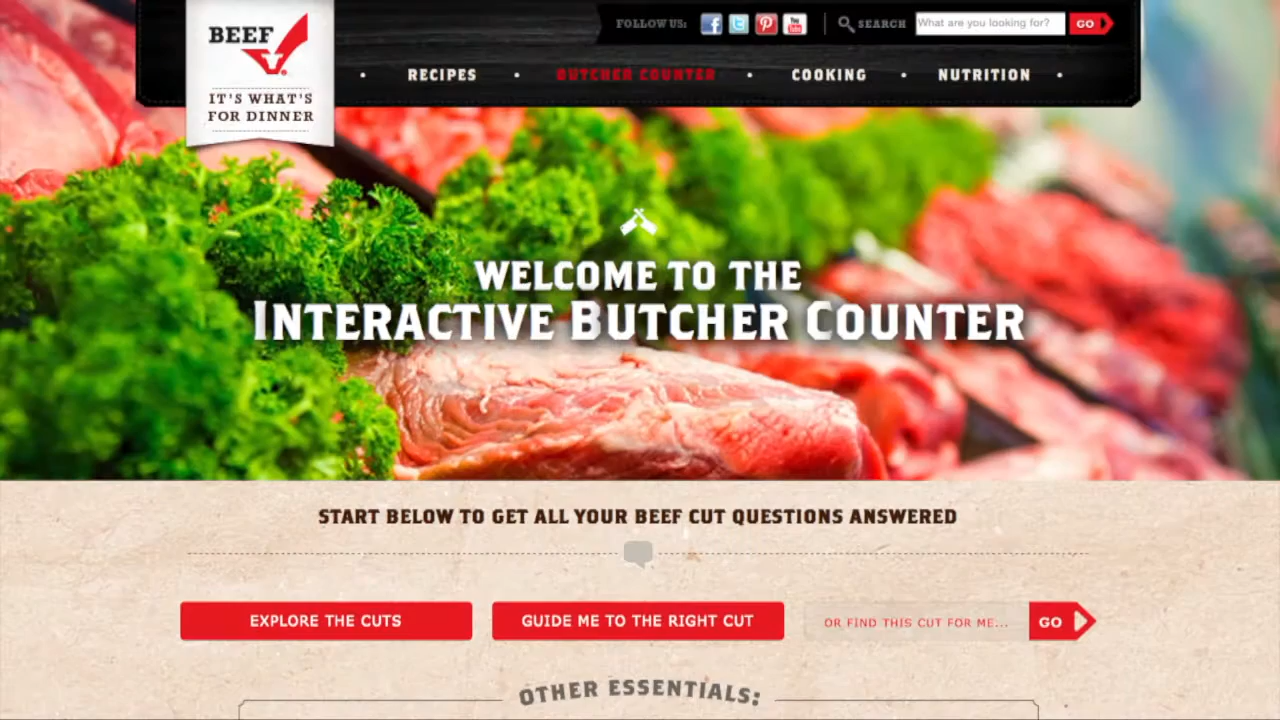 BEEF
IT'S WHAT'S
FOR DINNER
FOLLOW US:
You
Tube
SEARCH
What are you looking for?
GO
RECIPES
BUTCHER COUNTER
COOKING
NUTRITION
WELCOME TO THE
INTERACTIVE BUTCHER COUNTER
START BELOW TO GET ALL YOUR BEEF CUT QUESTIONS ANSWERED
EXPLORE THE CUTS
GUIDE ME TO THE RIGHT CUT
OR FIND THIS CUT FOR ME...
GO
OTHER ESSENTIALS: